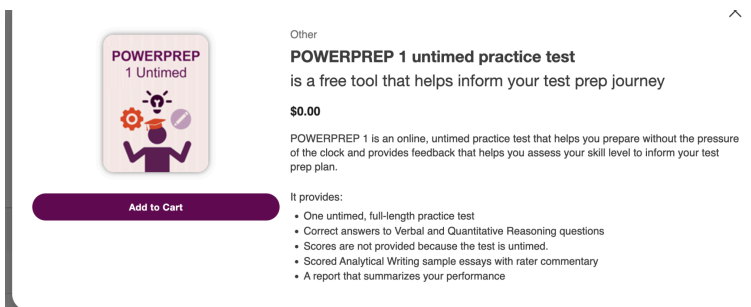 Other
POWERPREP
1 Untimed
POWERPREP 1 untimed practice test
is a free tool that helps inform your test prep journey
$0.00
POWERPREP 1 is an online, untimed practice test that helps you prepare without the pressure
of the clock and provides feedback that helps you assess your skill level to inform your test
prep plan.
Add to Cart
It provides:
• One untimed, full-length practice test
• Correct answers to Verbal and Quantitative Reasoning questions
• Scores are not provided because the test is untimed.
• Scored Analytical Writing sample essays with rater commentary
• A report that summarizes your performance